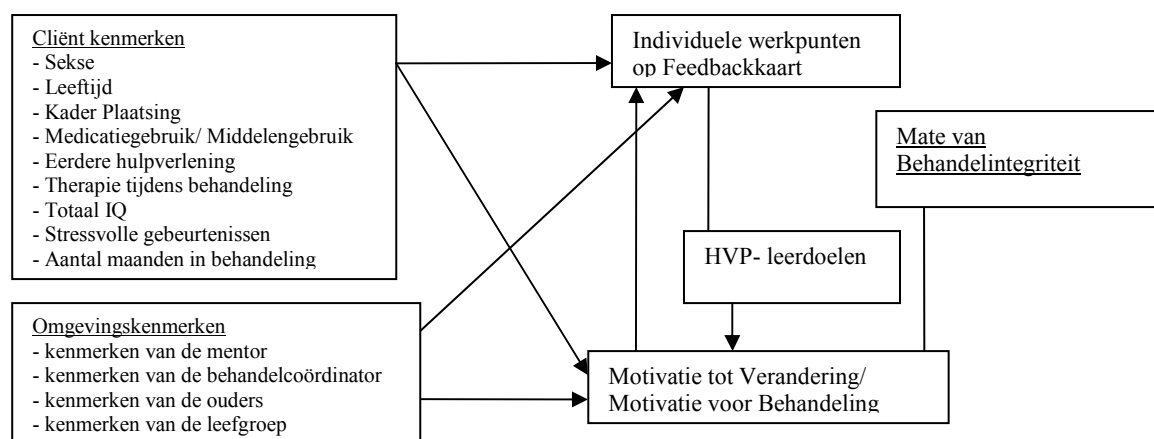 Cliënt kenmerken
- Sekse
- Leeftijd
- Kader Plaatsing
- Medicatiegebruik/ Middelengebruik
- Eerdere hulpverlening
- Therapie tijdens behandeling
- Totaal IQ
- Stressvolle gebeurtenissen
- Aantal maanden in behandeling
Individuele werkpunten
op Feedbackkaart
Mate van
Behandelintegriteit
HVP- leerdoelen
Omgevingskenmerken
- kenmerken van de mentor
- kenmerken van de behandelcoördinator
- kenmerken van de ouders
- kenmerken van de leefgroep
Motivatie tot Verandering/
Motivatie voor Behandeling